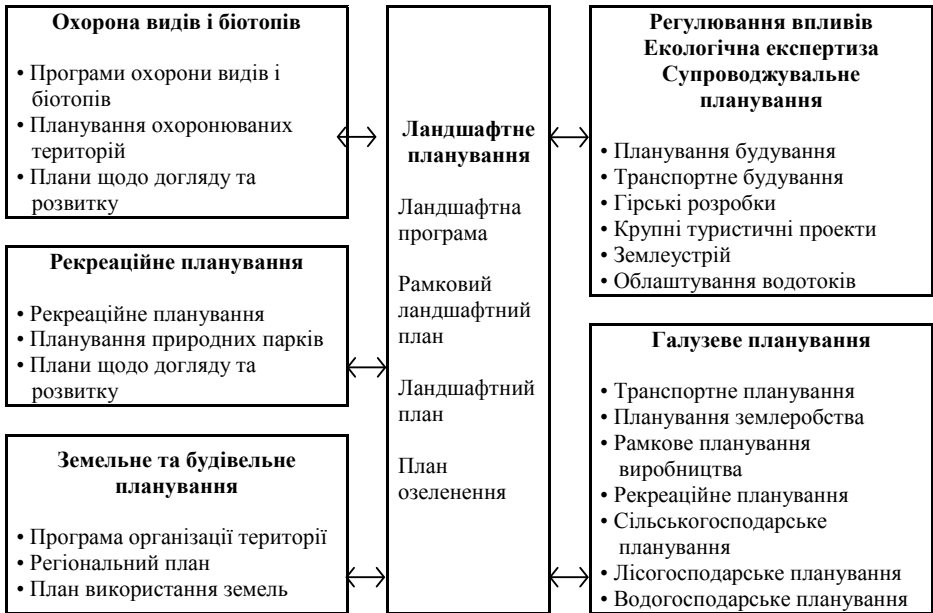 Охорона видів і біотопів
• Програми охорони видів і
біотопів
• Планування охоронюваних
територій
• Плани щодо догляду та
розвитку
Рекреаційне планування
• Рекреаційне планування
• Планування природних парків
• Плани щодо догляду та
розвитку
Земельне та будівельне
планування
• Програма організації території
• Регіональний план
• План використання земель
Ландшафтне
планування
Ландшафтна
програма
Рамковий
ландшафтний
план
Ландшафтний
план
План
озеленення
Регулювання впливів
Екологічна експертиза
Супроводжувальне
планування
• Планування будування
• Транспортне будування
• Гірські розробки
• Крупні туристичні проекти
• Землеустрій
• Облаштування водотоків
Галузеве планування
• Транспортне планування
• Планування землеробства
• Рамкове планування
виробництва
• Рекреаційне планування
• Сільськогосподарське
планування
• Лісогосподарське планування
• Водогосподарське планування